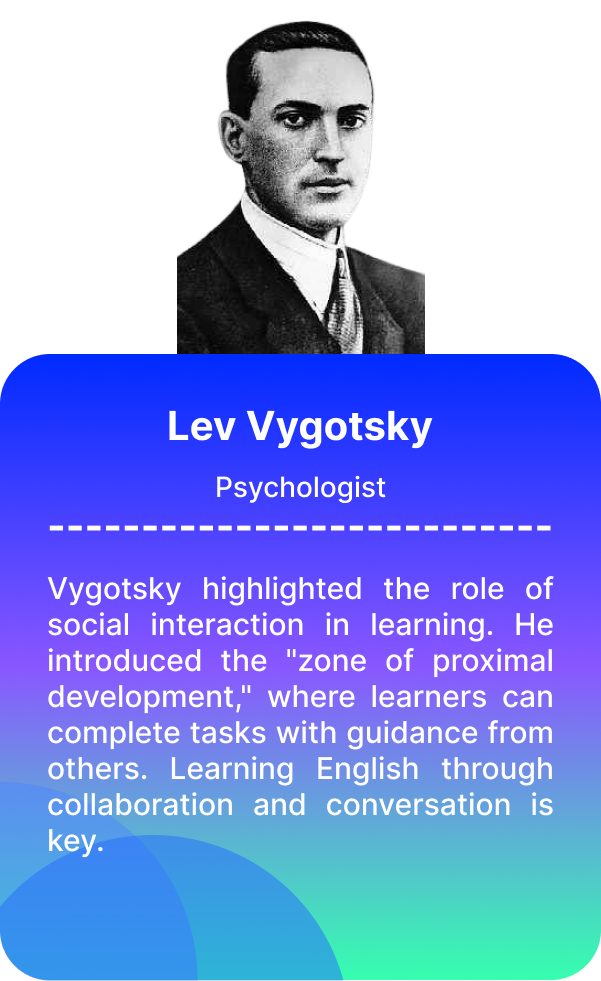 Lev Vygotsky
Psychologist
Vygotsky highlighted the role of
social interaction in learning. He
introduced the "zone of proximal
development," where learners can
complete tasks with guidance from
others. Learning English through
collaboration and conversation is
key.